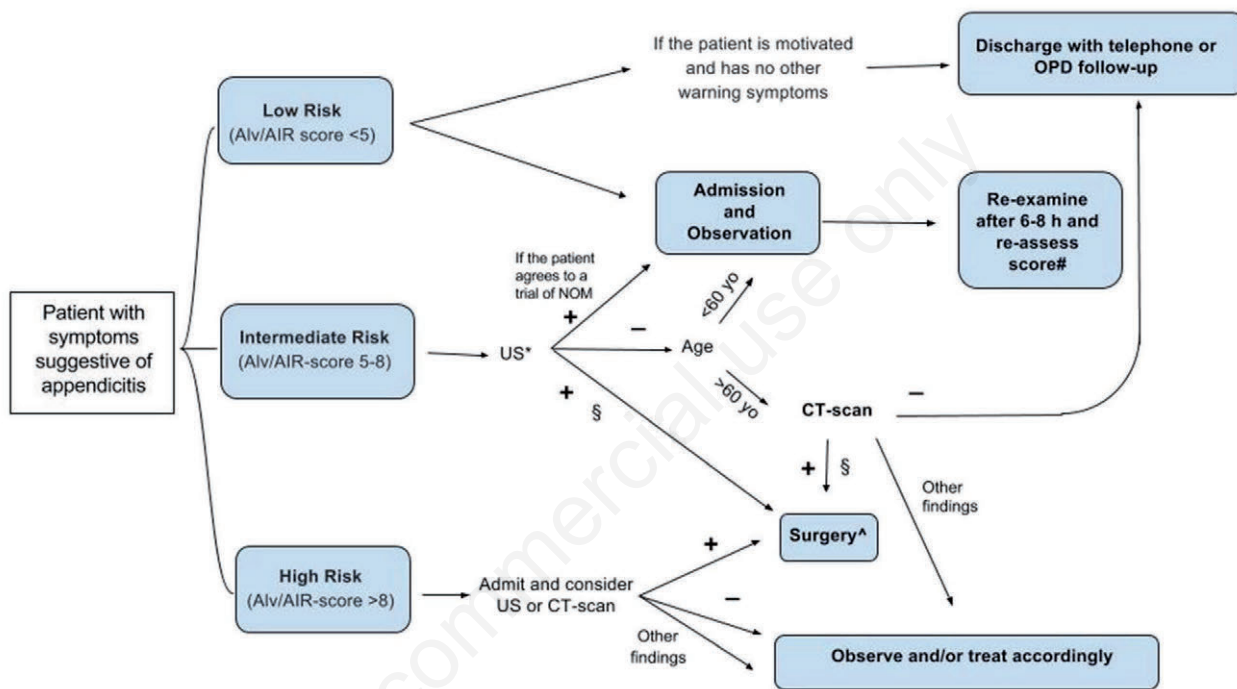 If the patient is motivated
and has no other
warning symptoms
Discharge with telephone or
OPD follow-up
Low Risk
(Alv/AIR score <5)
Admission
and
Observation
Re-examine
after 6-8 h and
re-assess
score#
If the patient
agrees to a
trial of NOM
+
–
<60 yo
Patient with
symptoms
suggestive of
appendicitis
Intermediate Risk
(Alv/AIR-score 5-8)
US*
Age
+
§
>60 yo
CT-scan
–
+
§
Other
findings
Surgery^
High Risk
(Alv/AIR-score >8)
Admit and consider
US or CT-scan
+
–
Other
findings
Observe and/or treat accordingly
commercial use only